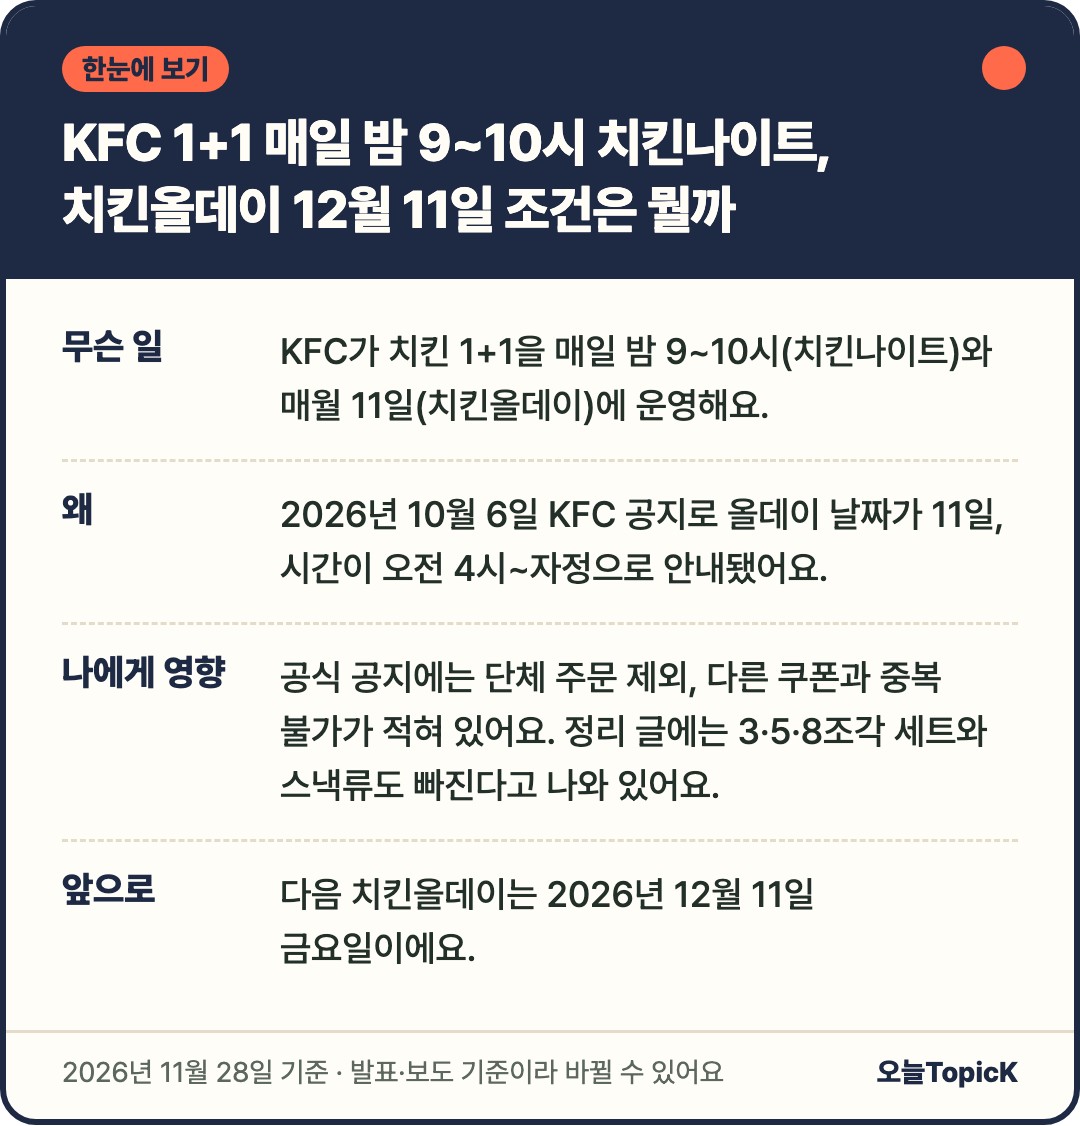 한눈에 보기
KFC 1+1 매일 밤 9~10시 치킨나이트,
치킨올데이 12월 11일 조건은 뭘까
무슨 일
KFC가 치킨 1+1을 매일 밤 9~10시(치킨나이트)와
매월 11일(치킨올데이)에 운영해요.
왜
2026년 10월 6일 KFC 공지로 올데이 날짜가 11일,
시간이 오전 4시~자정으로 안내됐어요.
나에게 영향
공식 공지에는 단체 주문 제외, 다른 쿠폰과 중복
불가가 적혀 있어요. 정리 글에는 3·5·8조각 세트와
스낵류도 빠진다고 나와 있어요.
앞으로
다음 치킨올데이는 2026년 12월 11일
금요일이에요.
2026년 11월 28일 기준 · 발표·보도 기준이라 바뀔 수 있어요
오늘TopicK